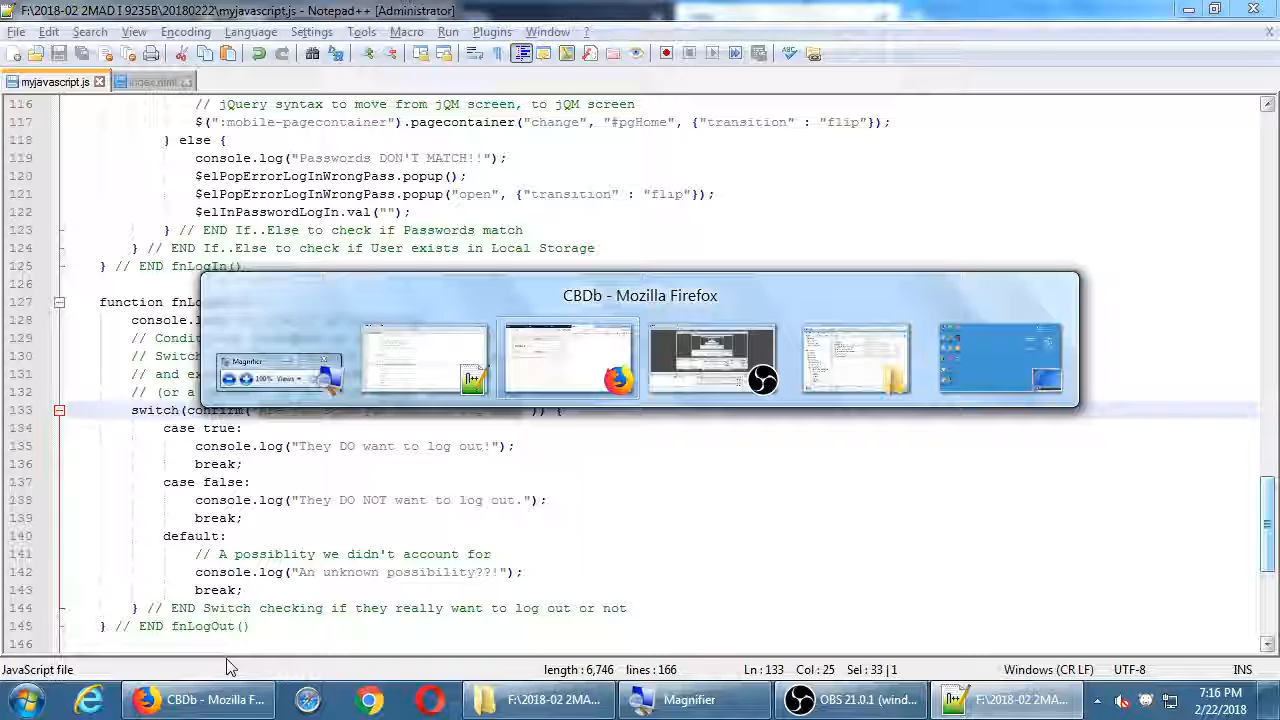 F:\2018-02 2MAD I 9235B\20180222\myjavascript.js - Notepad++ [Administrator]
File Edit Search View Encoding Language Settings Tools Macro Run Plugins Window ?
myjavascript.js index.html
116 // jQuery syntax to move from jQM screen, to jQM screen
117 $(":mobile-pagecontainer").pagecontainer("change", "#pgHome", {"transition" : "flip"});
118 } else {
119 console.log("Passwords DON'T MATCH!!");
120 $elPopErrorLogInWrongPass.popup();
121 $elPopErrorLogInWrongPass.popup("open", {"transition" : "flip"});
122 $elInPasswordLogIn.val("");
123 } // END If..Else to check if Passwords match
124 } // END If..Else to check if User exists in Local Storage
125 } // END fnLogIn()
126
127 function fnLo
128 console.l
129 // Condi
130 // Switc
131 // and e
132 // (or a
133 switch(confirm( )) {
134 case true:
135 console.log("They DO want to log out!");
136 break;
137 case false:
138 console.log("They DO NOT want to log out.");
139 break;
140 default:
141 // A possiblity we didn't account for
142 console.log("An unknown possibility??!");
143 break;
144 } // END Switch checking if they really want to log out or not
145 } // END fnLogOut()
146
CBDb - Mozilla Firefox
Magnifier
100% Views
JavaScript file length : 6,746 lines : 166 Ln : 133 Col : 25 Sel : 33 | 1 Windows (CR LF) UTF-8 INS
CBDb - Mozilla F... F:\2018-02 2MA... Magnifier OBS 21.0.1 (wind... F:\2018-02 2MA... 7:16 PM
2/22/2018